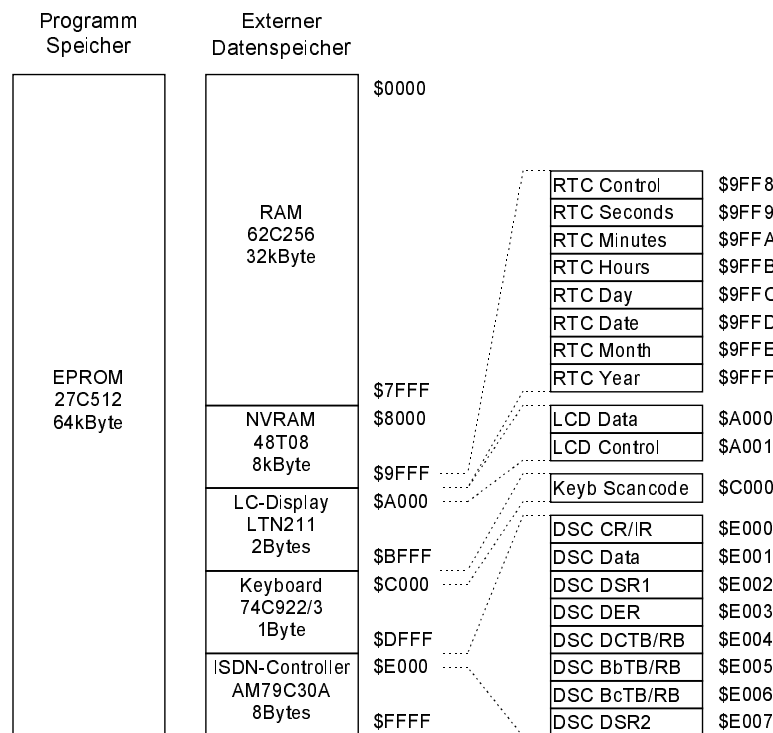 Programm
Speicher
Externer
Datenspeicher
EPROM
27C512
64kByte
$0000
RAM
62C256
32kByte
$7FFF
$8000
NVRAM
48T08
8kByte
$9FFF
$A000
LC-Display
LTN211
2Bytes
$BFFF
$C000
Keyboard
74C922/3
1Byte
$DFFF
$E000
ISDN-Controller
AM79C30A
8Bytes
$FFFF
RTC Control $9FF8
RTC Seconds $9FF9
RTC Minutes $9FFA
RTC Hours $9FFB
RTC Day $9FFC
RTC Date $9FFD
RTC Month $9FFE
RTC Year $9FFF
LCD Data $A000
LCD Control $A001
Keyb Scancode $C000
DSC CR/IR $E000
DSC Data $E001
DSC DSR1 $E002
DSC DER $E003
DSC DCTB/RB $E004
DSC BbTB/RB $E005
DSC BcTB/RB $E006
DSC DSR2 $E007